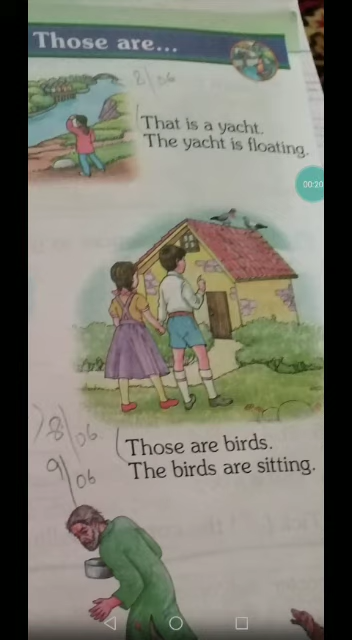 Those are...
8/06
That is a yacht.
The yacht is floating.
00:20
8/06
9/06
Those are birds.
The birds are sitting.